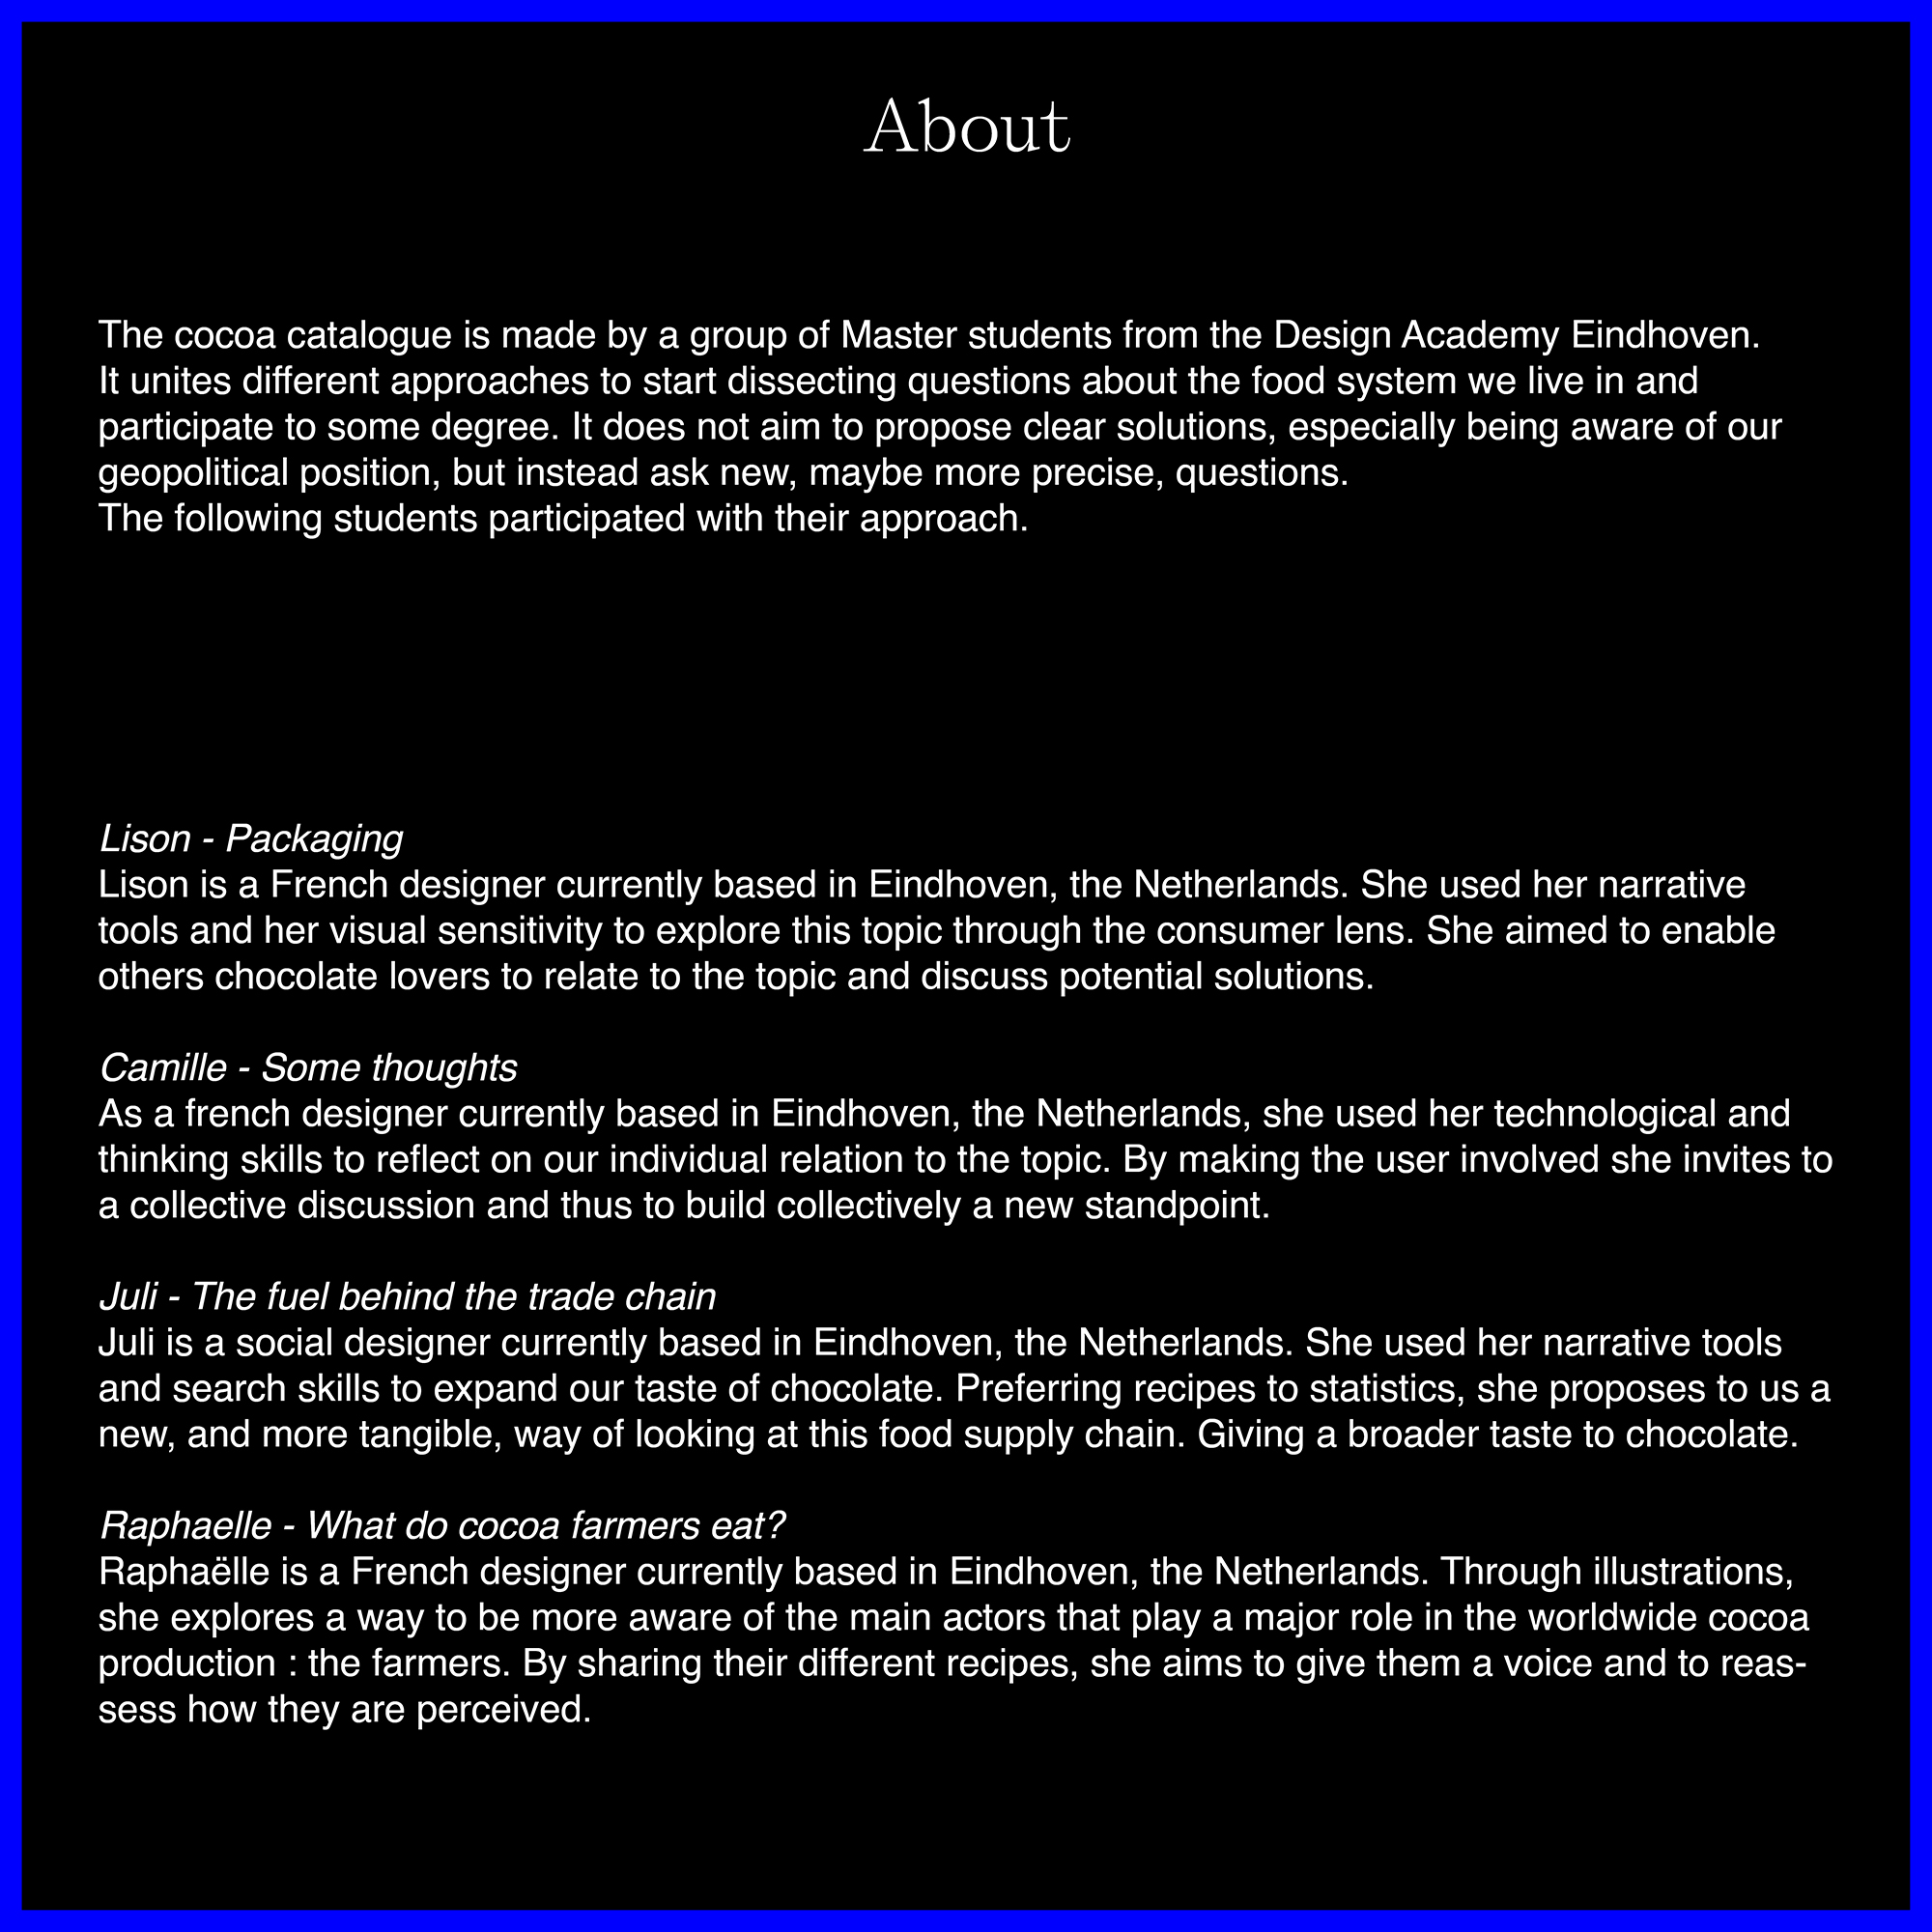 About
The cocoa catalogue is made by a group of Master students from the Design Academy Eindhoven.
It unites different approaches to start dissecting questions about the food system we live in and
participate to some degree. It does not aim to propose clear solutions, especially being aware of our
geopolitical position, but instead ask new, maybe more precise, questions.
The following students participated with their approach.
Lison - Packaging
Lison is a French designer currently based in Eindhoven, the Netherlands. She used her narrative
tools and her visual sensitivity to explore this topic through the consumer lens. She aimed to enable
others chocolate lovers to relate to the topic and discuss potential solutions.
Camille - Some thoughts
As a french designer currently based in Eindhoven, the Netherlands, she used her technological and
thinking skills to reflect on our individual relation to the topic. By making the user involved she invites to
a collective discussion and thus to build collectively a new standpoint.
Juli - The fuel behind the trade chain
Juli is a social designer currently based in Eindhoven, the Netherlands. She used her narrative tools
and search skills to expand our taste of chocolate. Preferring recipes to statistics, she proposes to us a
new, and more tangible, way of looking at this food supply chain. Giving a broader taste to chocolate.
Raphaelle - What do cocoa farmers eat?
Raphaëlle is a French designer currently based in Eindhoven, the Netherlands. Through illustrations,
she explores a way to be more aware of the main actors that play a major role in the worldwide cocoa
production : the farmers. By sharing their different recipes, she aims to give them a voice and to reas-
sess how they are perceived.